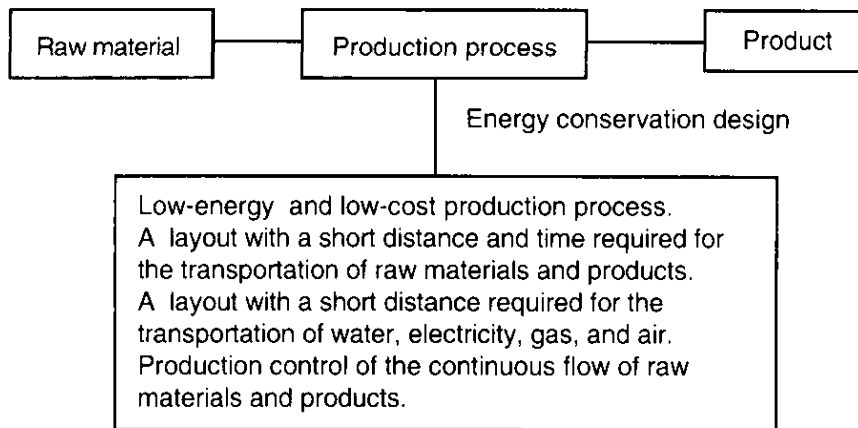 Raw material
Production process
Product
Energy conservation design
Low-energy and low-cost production process.
A layout with a short distance and time required for
the transportation of raw materials and products.
A layout with a short distance required for the
transportation of water, electricity, gas, and air.
Production control of the continuous flow of raw
materials and products.